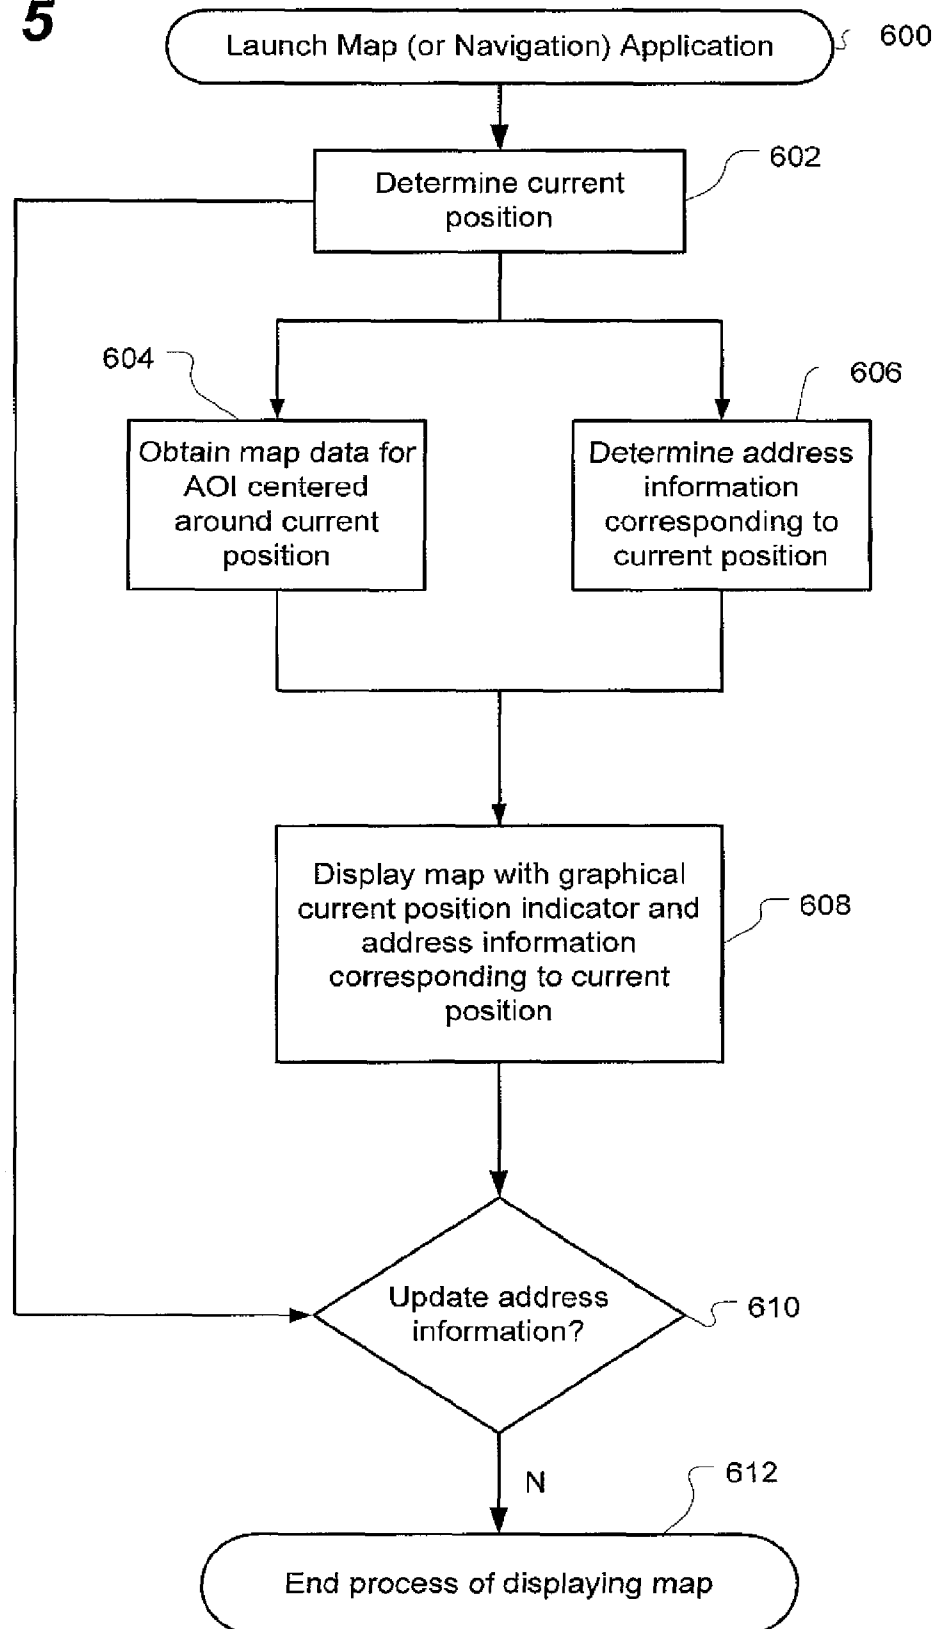 5
Launch Map (or Navigation) Application
600
602
Determine current
position
604
606
Obtain map data for
AOI centered
around current
position
Determine address
information
corresponding to
current position
Display map with graphical
current position indicator and
address information
corresponding to current
position
608
Update address
information?
610
N
612
End process of displaying map